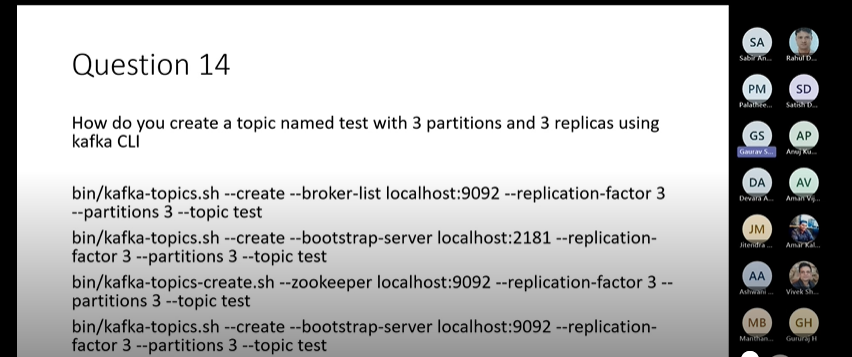 Question 14
How do you create a topic named test with 3 partitions and 3 replicas using
kafka CLI
bin/kafka-topics.sh --create --broker-list localhost:9092 --replication-factor 3
--partitions 3 --topic test
bin/kafka-topics.sh --create --bootstrap-server localhost:2181 --replication-
factor 3 --partitions 3 --topic test
bin/kafka-topics-create.sh --zookeeper localhost:9092 --replication-factor 3 --
partitions 3 --topic test
bin/kafka-topics.sh --create --bootstrap-server localhost:9092 --replication-
factor 3 --partitions 3 --topic test
SA
Sabir An... Rahul D...
PM SD
Palathee... Satish D...
GS AP
Gaurav S... Anuj Ku...
DA AV
Devara A... Aman Vij...
JM
Jitendra ... Amar Kal...
AA
Ashwani ... Vivek Sh...
MB GH
Manthan... Gururaj H